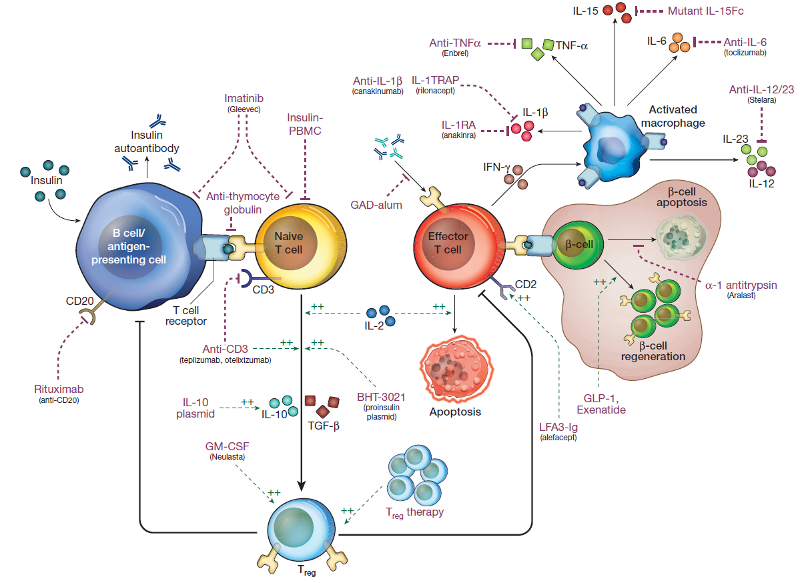 IL-15
Mutant IL-15Fc
Anti-TNFα
(Enbrel)
TNF-α
IL-6
Anti-IL-6
(toclizumab)
Anti-IL-1β
(canakinumab)
IL-1TRAP
(rilonacept)
Anti-IL-12/23
(Stelara)
Imatinib
(Gleevec)
Insulin-
PBMC
IL-1β
Activated
macrophage
IL-1RA
(anakinra)
Insulin
autoantibody
IL-23
IL-12
IFN-γ
Insulin
GAD-alum
Anti-thymocyte
globulin
β-cell
apoptosis
B cell/
antigen-
presenting cell
Naive
T cell
Effector
T cell
β-cell
CD3
CD2
++
++
α-1 antitrypsin
(Aralast)
CD20
T cell
receptor
++
++
IL-2
β-cell
regeneration
Anti-CD3
(teplizumab, otelixizumab)
++
++
Rituximab
(anti-CD20)
IL-10
plasmid
++
IL-10
TGF-β
BHT-3021
(proinsulin
plasmid)
Apoptosis
GLP-1,
Exenatide
LFA3-Ig
(alefacept)
GM-CSF
(Neulasta)
++
++
Treg therapy
Treg